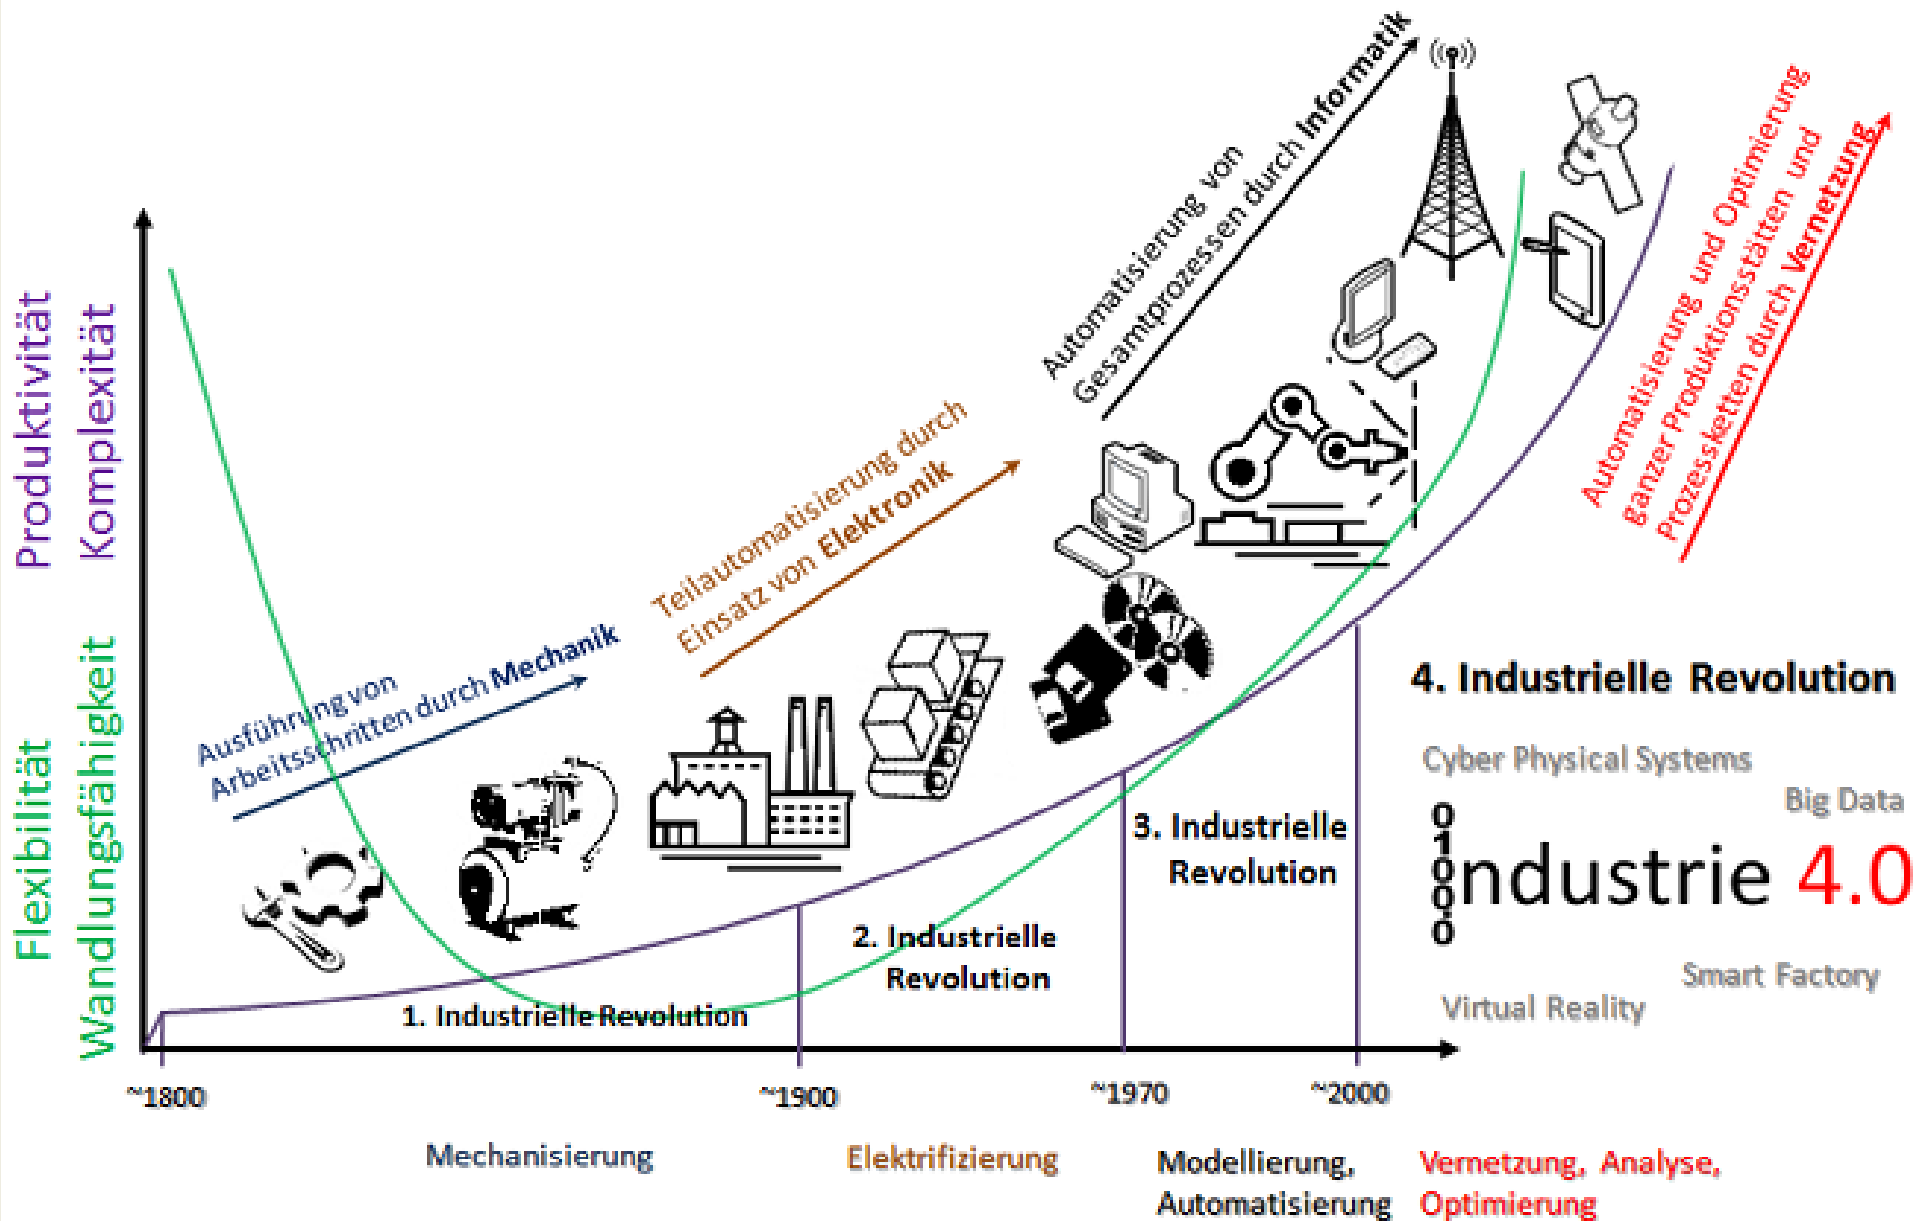 Produktivität
Komplexität
Flexibilität
Wandlungsfähigkeit
Ausführung von
Arbeitsschritten durch Mechanik
Teilautomatisierung durch
Einsatz von Elektronik
Automatisierung von
Gesamtprozessen durch Informatik
Automatisierung und Optimierung
ganzer Produktionsstätten und
Prozessketten durch Vernetzung
1. Industrielle Revolution
2. Industrielle
Revolution
3. Industrielle
Revolution
4. Industrielle Revolution
Cyber Physical Systems
Big Data
Industrie 4.0
Smart Factory
Virtual Reality
~1800
~1900
~1970
~2000
Mechanisierung
Elektrifizierung
Modellierung,
Automatisierung
Vernetzung, Analyse,
Optimierung